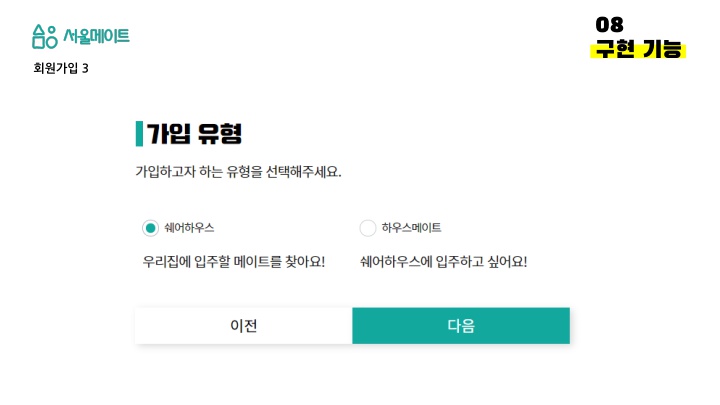 서울메이트
08
구현 기능
회원가입 3
가입 유형
가입하고자 하는 유형을 선택해주세요.
쉐어하우스
하우스메이트
우리집에 입주할 메이트를 찾아요!
쉐어하우스에 입주하고 싶어요!
이전
다음